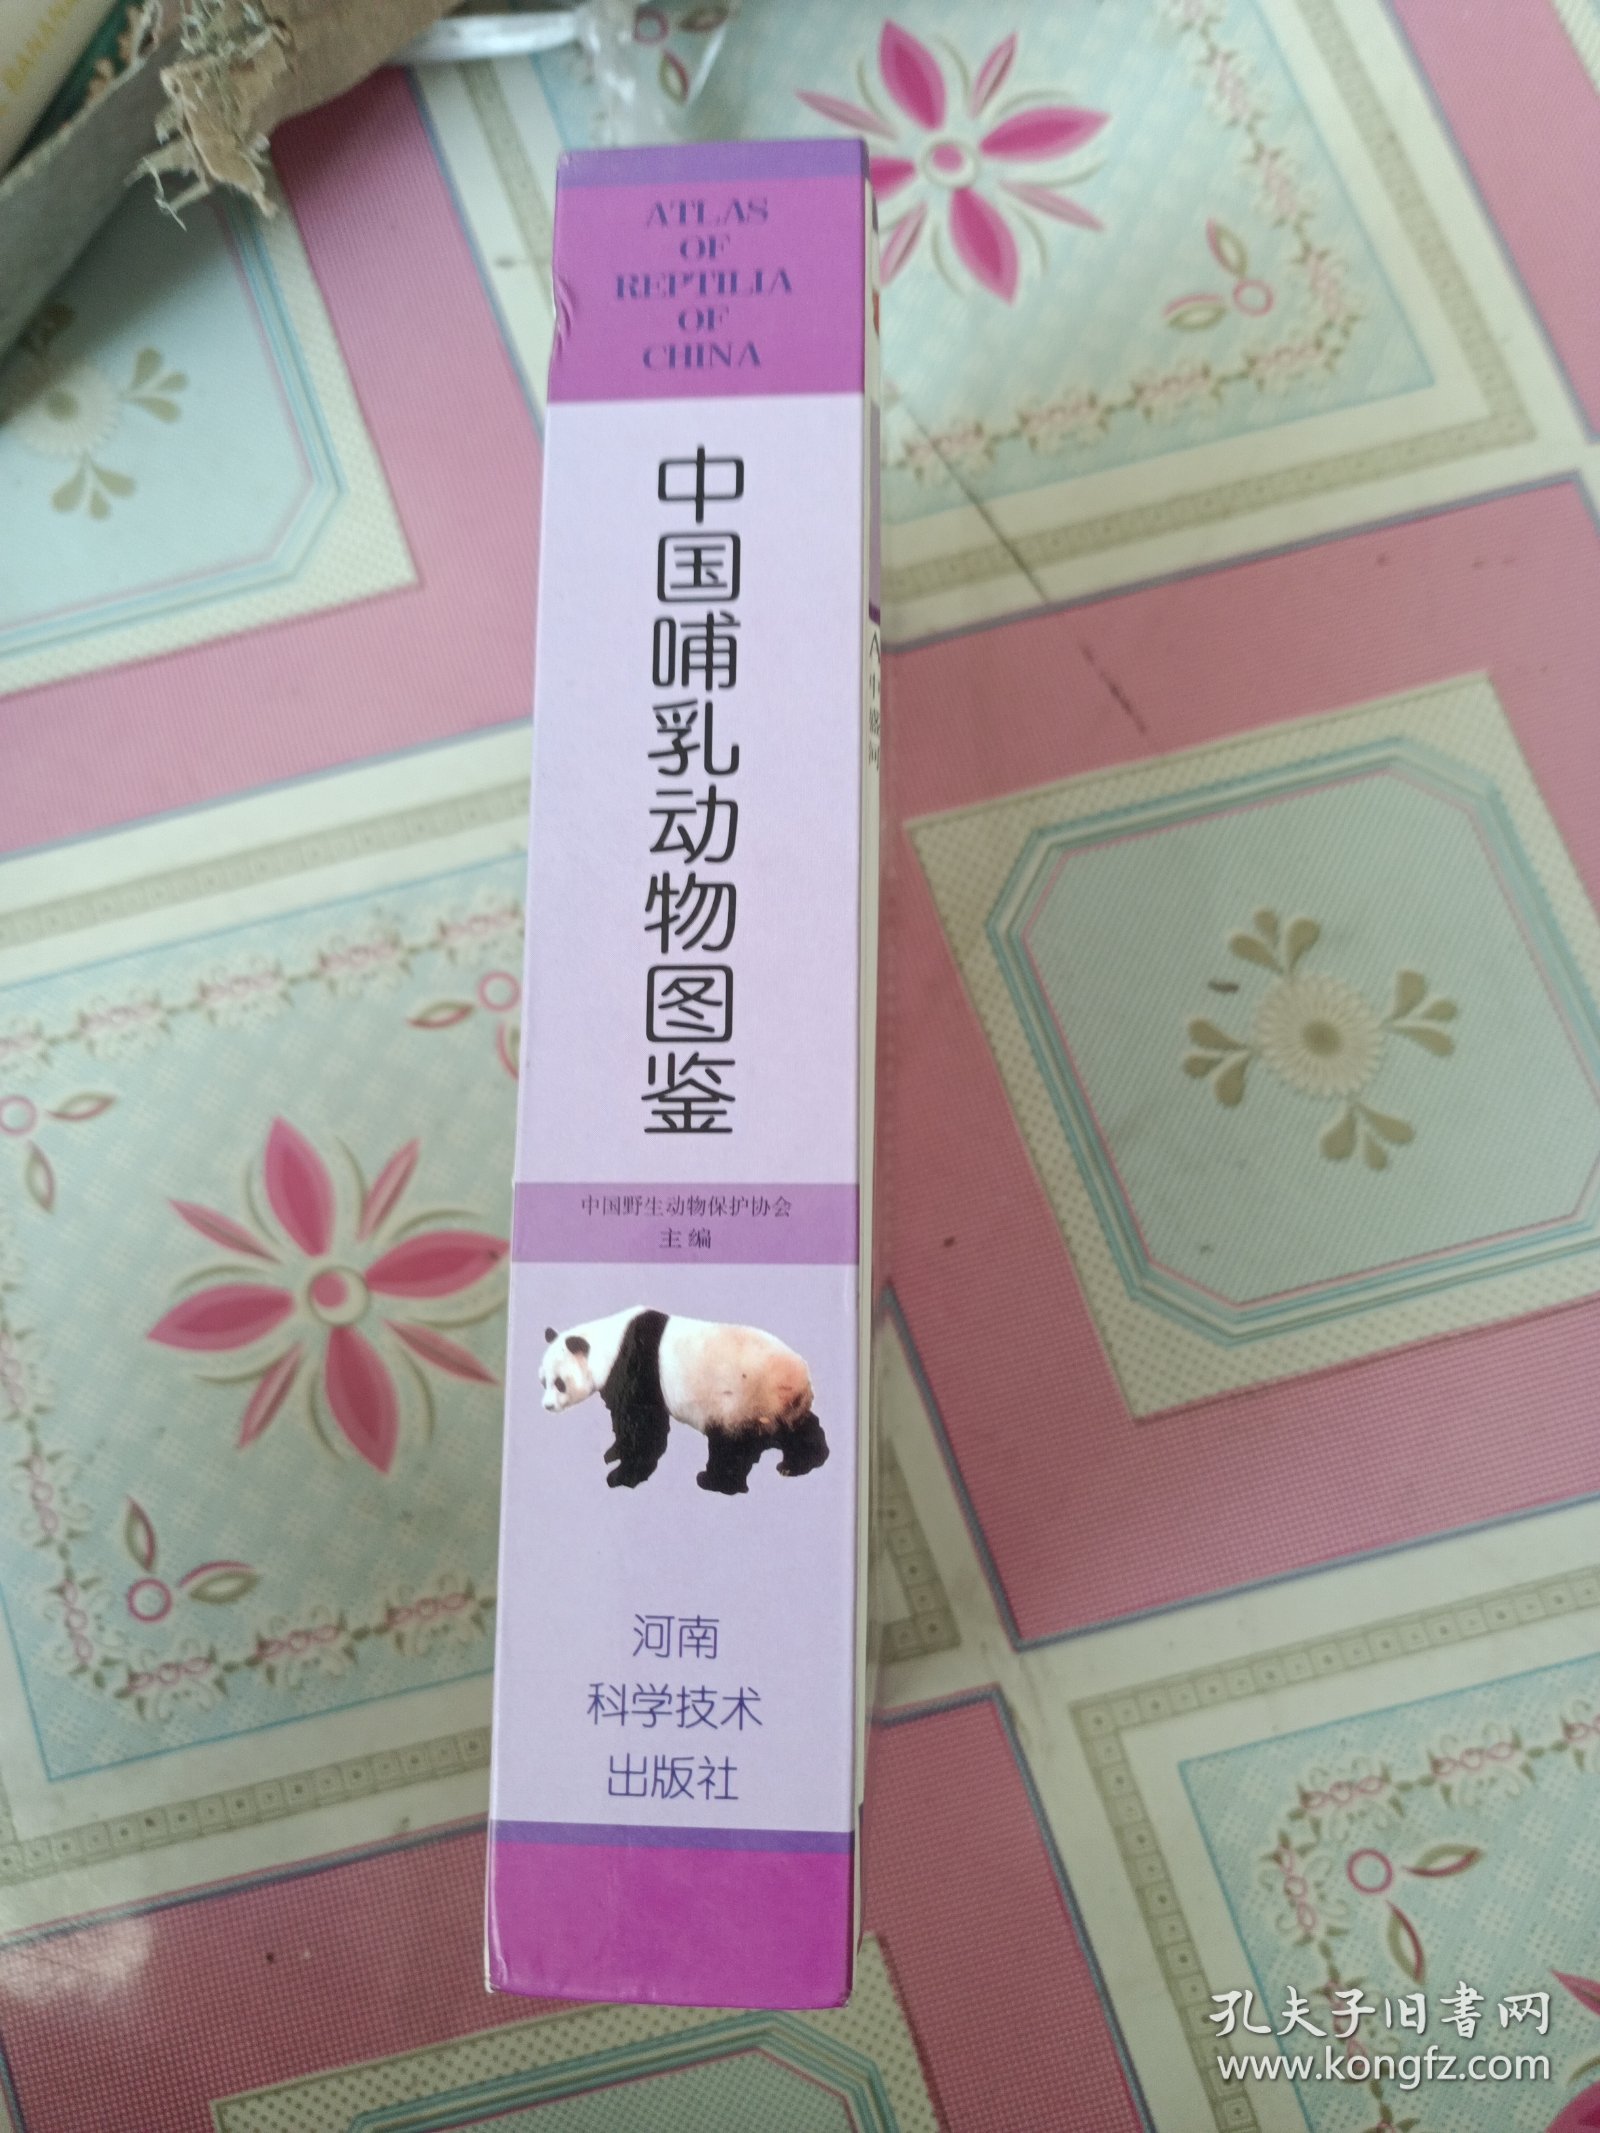 BANANA
ATLAS
OF
REPTILIA
OF
CHINA
中国哺乳动物图鉴
中国野生动物保护协会
主编
河南
科学技术
出版社
孔夫子旧書网
www.kongfz.com